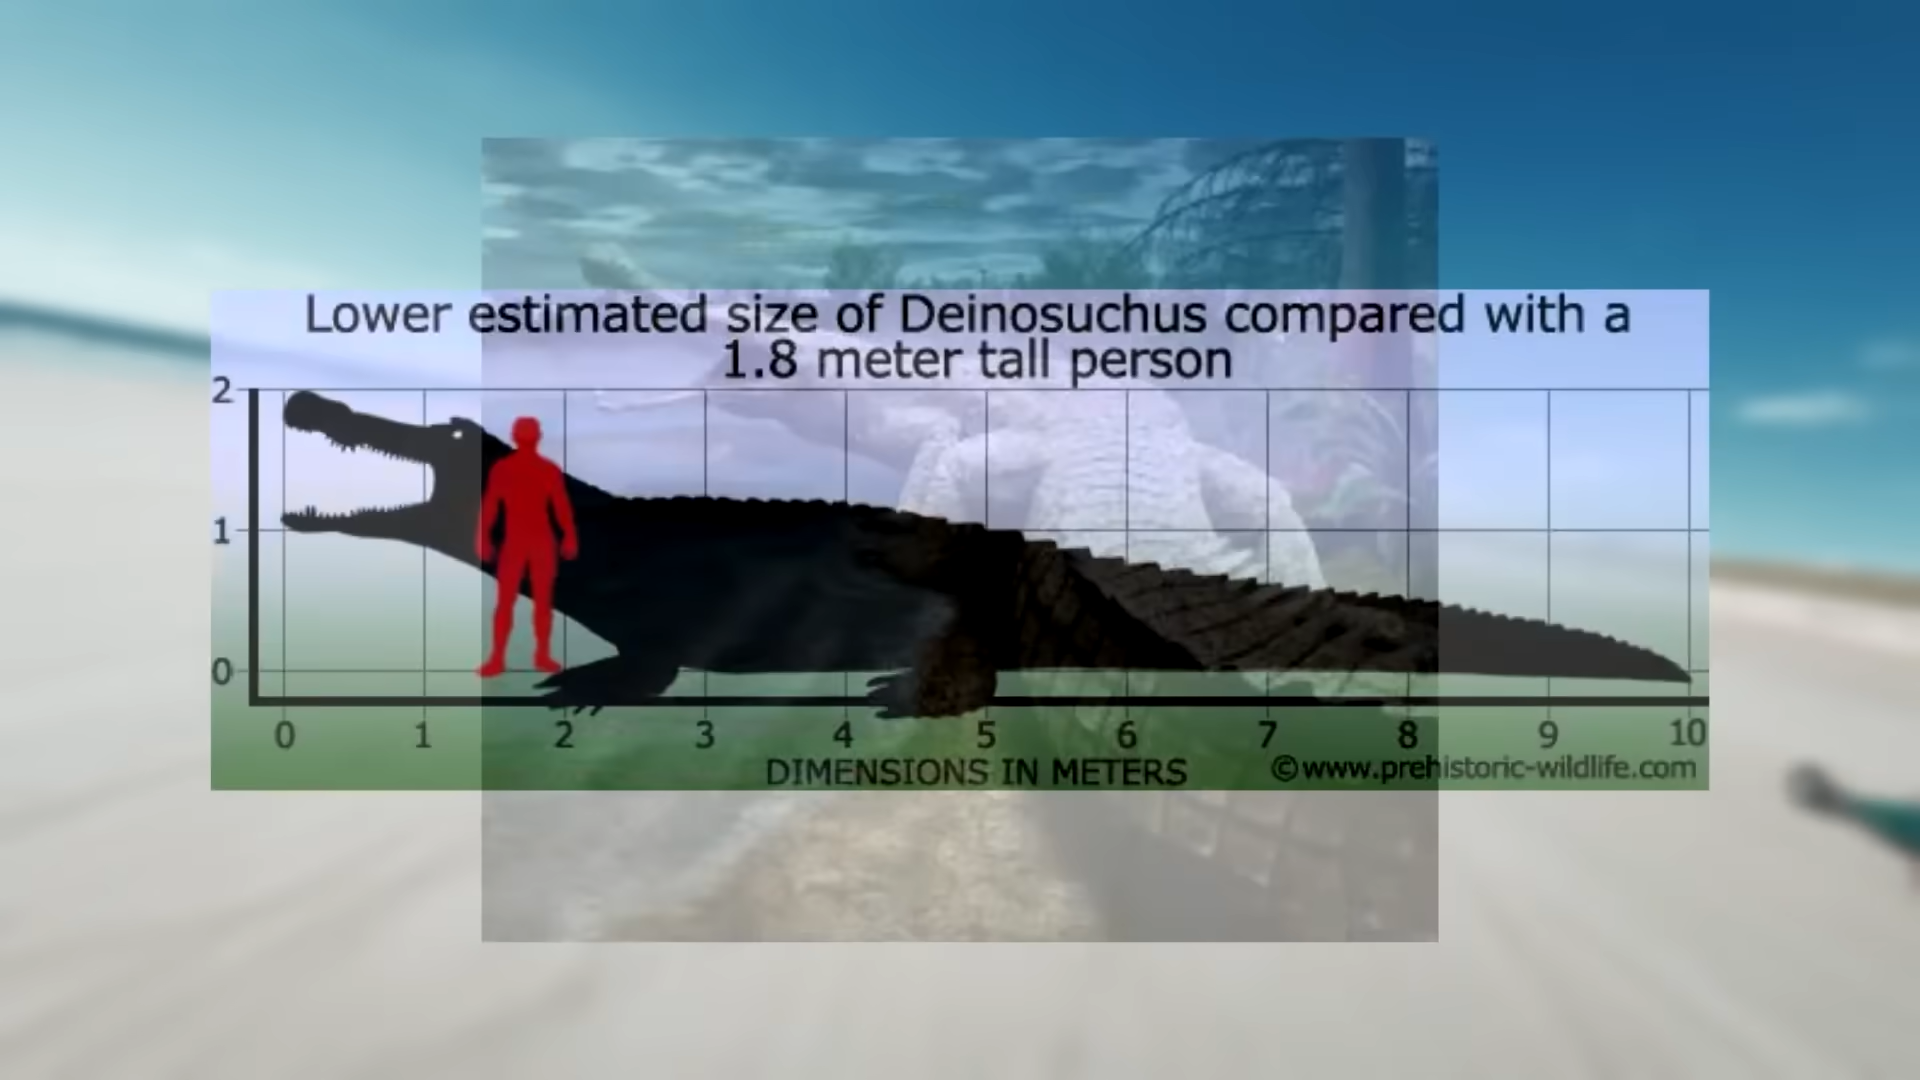 Lower estimated size of Deinosuchus compared with a
1.8 meter tall person
2
1
0
0 1 2 3 4 5 6 7 8 9 10
DIMENSIONS IN METERS
©www.prehistoric-wildlife.com